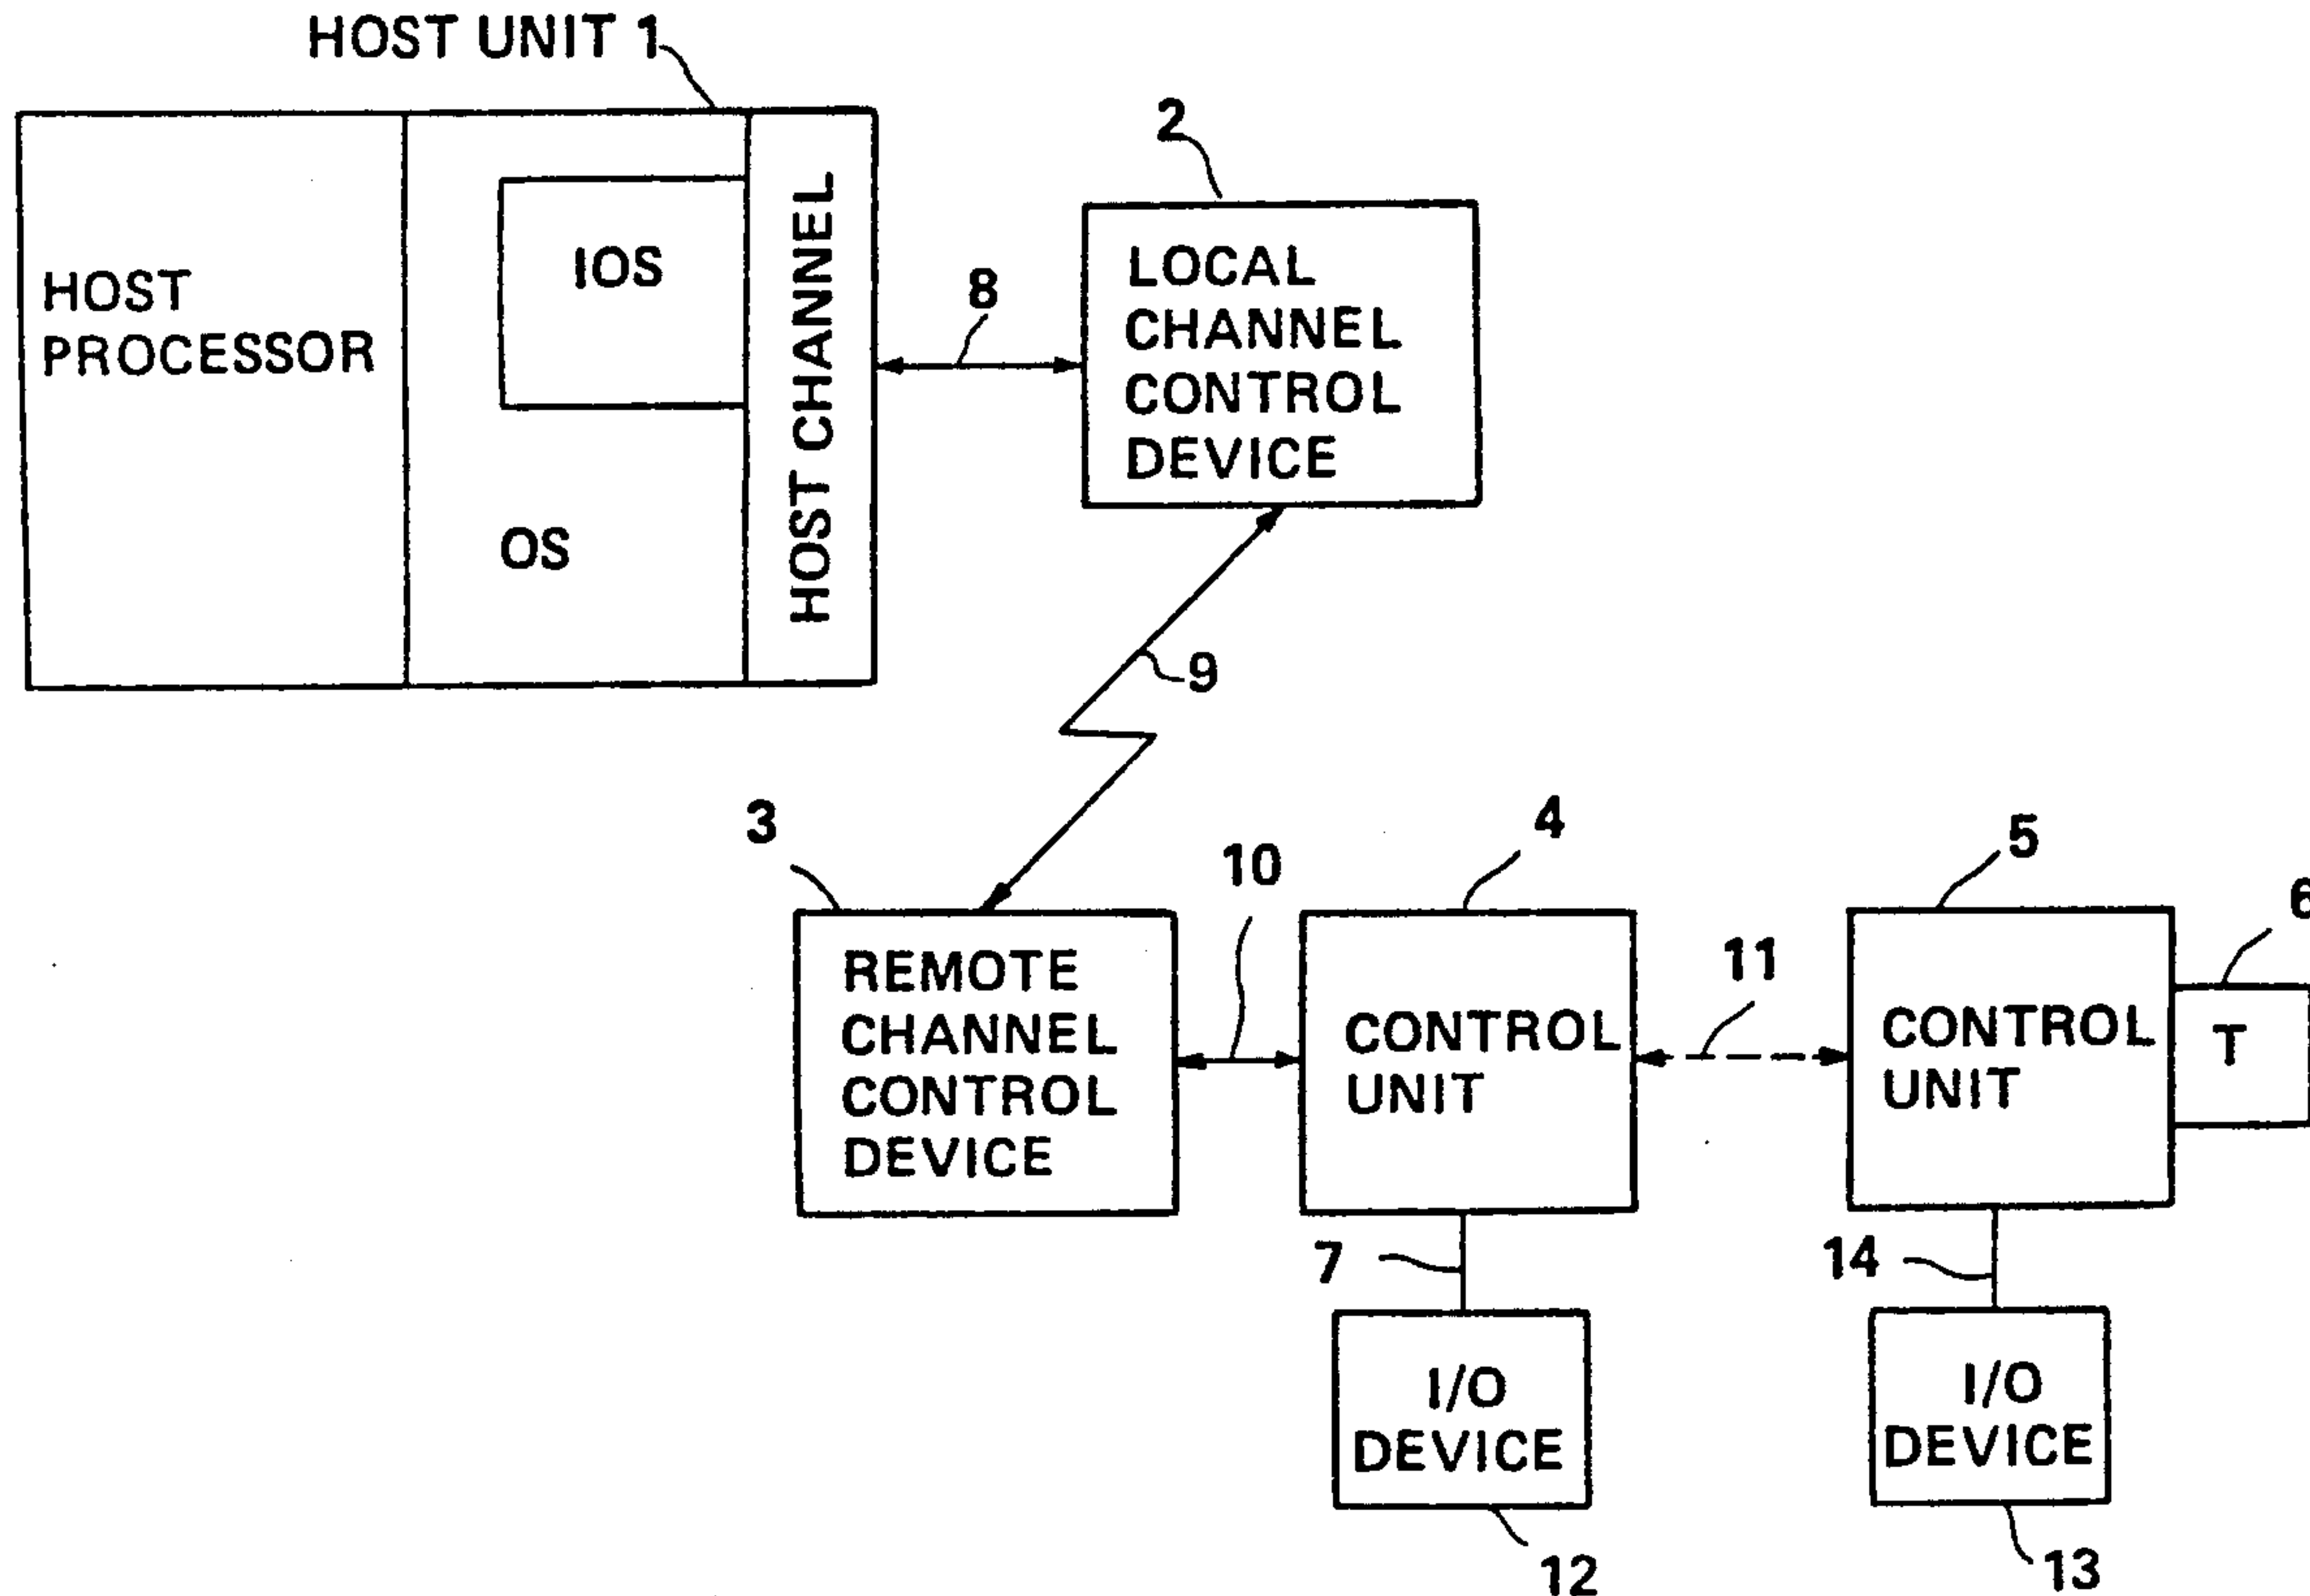 HOST UNIT 1
HOST
PROCESSOR
IOS
OS
HOST CHANNEL
8
2
LOCAL
CHANNEL
CONTROL
DEVICE
9
3
REMOTE
CHANNEL
CONTROL
DEVICE
10
4
CONTROL
UNIT
11
5
CONTROL
UNIT
6
T
7
I/O
DEVICE
12
14
I/O
DEVICE
13